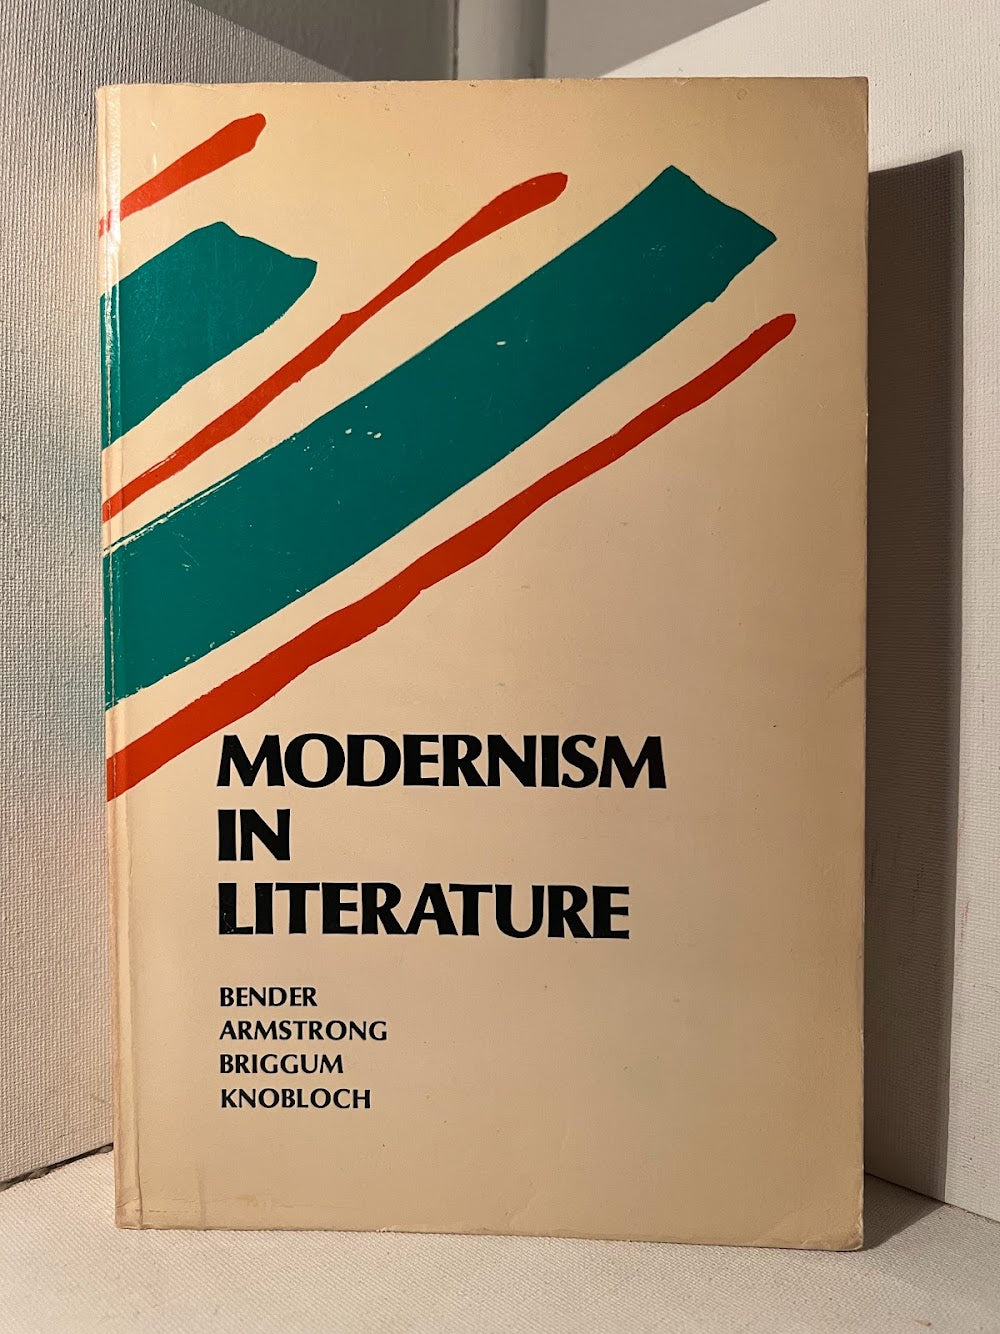 MODERNISM
IN
LITERATURE
BENDER
ARMSTRONG
BRIGGUM
KNOBLOCH